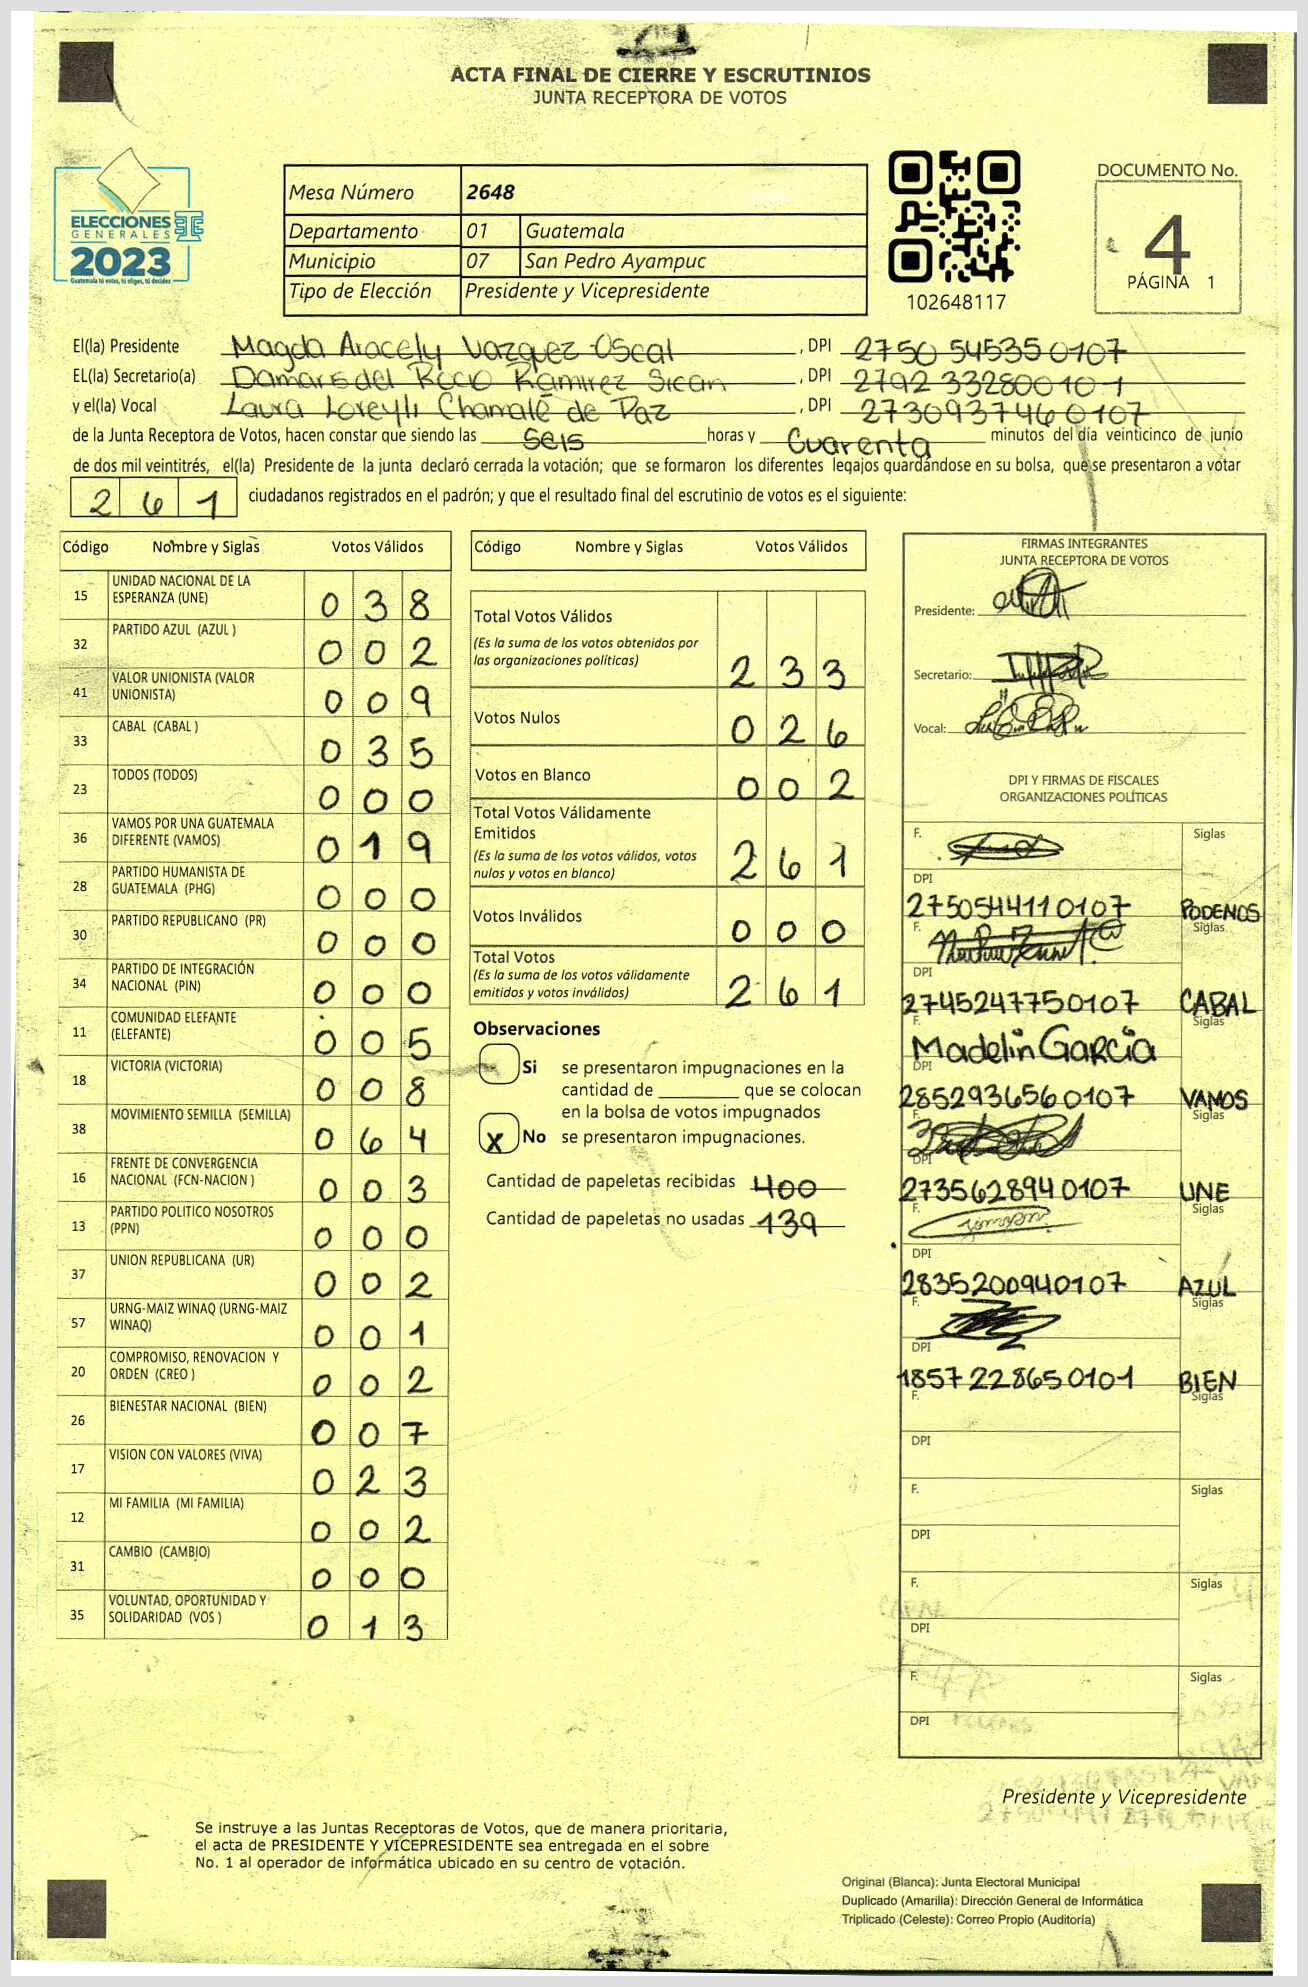 ACTA FINAL DE CIERRE Y ESCRUTINIOS
JUNTA RECEPTORA DE VOTOS
ELECCIONES
GENERALES
2023
Guatemala tú eres, tú eliges, tú decides
Mesa Número 2648
Departamento 01 Guatemala
Municipio 07 San Pedro Ayampuc
Tipo de Elección Presidente y Vicepresidente
102648117
DOCUMENTO No.
4
PÁGINA 1
El(la) Presidente Magda Aracely Vazquez Oscal, DPI 2750 54535 0107
EL(la) Secretario(a) Damaris del Rocio Ramirez Sican, DPI 2792 33280 0101
y el(la) Vocal Laura Loreyli Chamalé de Paz, DPI 2730937460107
de la Junta Receptora de Votos, hacen constar que siendo las seis horas y Cuarenta minutos del día veinticinco de junio
de dos mil veintitrés, el(la) Presidente de la junta declaró cerrada la votación; que se formaron los diferentes legajos guardándose en su bolsa, que se presentaron a votar
261 ciudadanos registrados en el padrón; y que el resultado final del escrutinio de votos es el siguiente:
Código Nombre y Siglas Votos Válidos
15 UNIDAD NACIONAL DE LA ESPERANZA (UNE) 038
32 PARTIDO AZUL (AZUL ) 002
41 VALOR UNIONISTA (VALOR UNIONISTA) 009
33 CABAL (CABAL ) 035
23 TODOS (TODOS) 000
36 VAMOS POR UNA GUATEMALA DIFERENTE (VAMOS) 019
28 PARTIDO HUMANISTA DE GUATEMALA (PHG) 000
30 PARTIDO REPUBLICANO (PR) 000
34 PARTIDO DE INTEGRACIÓN NACIONAL (PIN) 000
11 COMUNIDAD ELEFANTE (ELEFANTE) 005
18 VICTORIA (VICTORIA) 008
38 MOVIMIENTO SEMILLA (SEMILLA) 064
16 FRENTE DE CONVERGENCIA NACIONAL (FCN-NACION ) 003
13 PARTIDO POLITICO NOSOTROS (PPN) 000
37 UNION REPUBLICANA (UR) 002
57 URNG-MAIZ WINAQ (URNG-MAIZ WINAQ) 001
20 COMPROMISO, RENOVACION Y ORDEN (CREO ) 002
26 BIENESTAR NACIONAL (BIEN) 007
17 VISION CON VALORES (VIVA) 023
12 MI FAMILIA (MI FAMILIA) 002
31 CAMBIO (CAMBIO) 000
35 VOLUNTAD, OPORTUNIDAD Y SOLIDARIDAD (VOS ) 013
Código Nombre y Siglas Votos Válidos
Total Votos Válidos
(Es la suma de los votos obtenidos por
las organizaciones políticas) 233
Votos Nulos 026
Votos en Blanco 002
Total Votos Válidamente
Emitidos
(Es la suma de los votos válidos, votos
nulos y votos en blanco) 261
Votos Inválidos 000
Total Votos
(Es la suma de los votos válidamente
emitidos y votos inválidos) 261
Observaciones
Si se presentaron impugnaciones en la
cantidad de ________ que se colocan
en la bolsa de votos impugnados
X No se presentaron impugnaciones.
Cantidad de papeletas recibidas 400
Cantidad de papeletas no usadas 139
FIRMAS INTEGRANTES
JUNTA RECEPTORA DE VOTOS
Presidente:
Secretario:
Vocal:
DPI Y FIRMAS DE FISCALES
ORGANIZACIONES POLÍTICAS
F. Siglas
DPI
2750544110107 PODEMOS
F. Siglas
DPI
2745247750107 CABAL
F. Siglas
Madelin García
DPI
2852936560107 VAMOS
F. Siglas
DPI
2735628940107 UNE
F. Siglas
DPI
2835200940107 AZUL
F. Siglas
DPI
1857228650101 BIEN
F. Siglas
DPI
F. Siglas
DPI
F. Siglas
DPI
F. Siglas
DPI
Presidente y Vicepresidente
Se instruye a las Juntas Receptoras de Votos, que de manera prioritaria,
el acta de PRESIDENTE Y VICEPRESIDENTE sea entregada en el sobre
No. 1 al operador de informática ubicado en su centro de votación.
Original (Blanca): Junta Electoral Municipal
Duplicado (Amarilla): Dirección General de Informática
Triplicado (Celeste): Correo Propio (Auditoría)